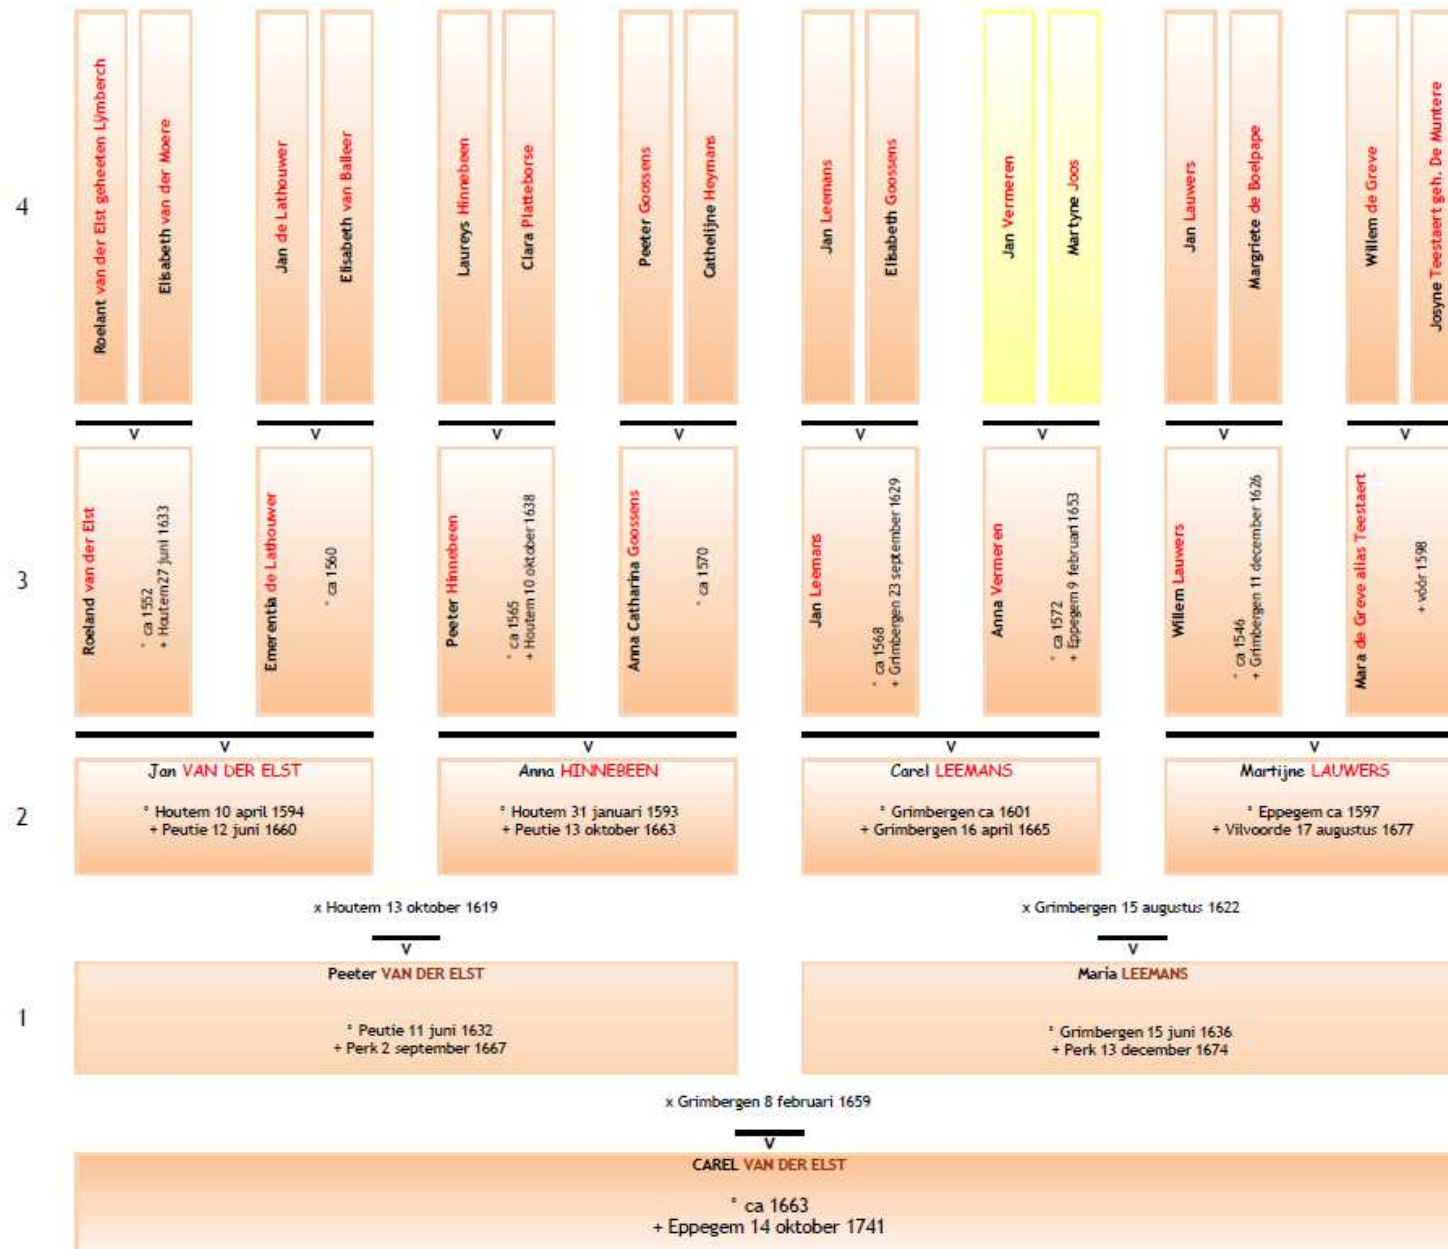 4
Roelant van der Elst geheeten Lÿmberch
Elisabeth van der Moere
Jan de Lathouwer
Elisabeth van Balleer
Laureys Hinnebeen
Clara Platteborse
Peeter Goossens
Cathelijne Heymans
Jan Leemans
Elisabeth Goossens
Jan Vermeren
Martyne Joos
Jan Lauwers
Margriete de Boelpape
Willem de Greve
Josyne Teestaert geh. De Muntere
V V V V V V V V
3
Roeland van der Elst
° ca 1552
+ Houtem27 juni 1633
Emerentia de Lathouwer
° ca 1560
Peeter Hinnebeen
° ca 1565
+ Houtem 10 oktober 1638
Anna Catharina Goossens
° ca 1570
Jan Leemans
° ca 1568
+ Grimbergen 23 september 1629
Anna Vermeren
° ca 1572
+ Eppegem 9 februari 1653
Willem Lauwers
° ca 1546
+ Grimbergen 11 december 1626
Mara de Greve alias Teestaert
+ vóór 1598
V V V V
2
Jan VAN DER ELST
° Houtem 10 april 1594
+ Peutie 12 juni 1660
Anna HINNEBEEN
° Houtem 31 januari 1593
+ Peutie 13 oktober 1663
Carel LEEMANS
° Grimbergen ca 1601
+ Grimbergen 16 april 1665
Martijne LAUWERS
° Eppegem ca 1597
+ Vilvoorde 17 augustus 1677
x Houtem 13 oktober 1619
x Grimbergen 15 augustus 1622
V V
1
Peeter VAN DER ELST
° Peutie 11 juni 1632
+ Perk 2 september 1667
Maria LEEMANS
° Grimbergen 15 juni 1636
+ Perk 13 december 1674
x Grimbergen 8 februari 1659
V
CAREL VAN DER ELST
° ca 1663
+ Eppegem 14 oktober 1741